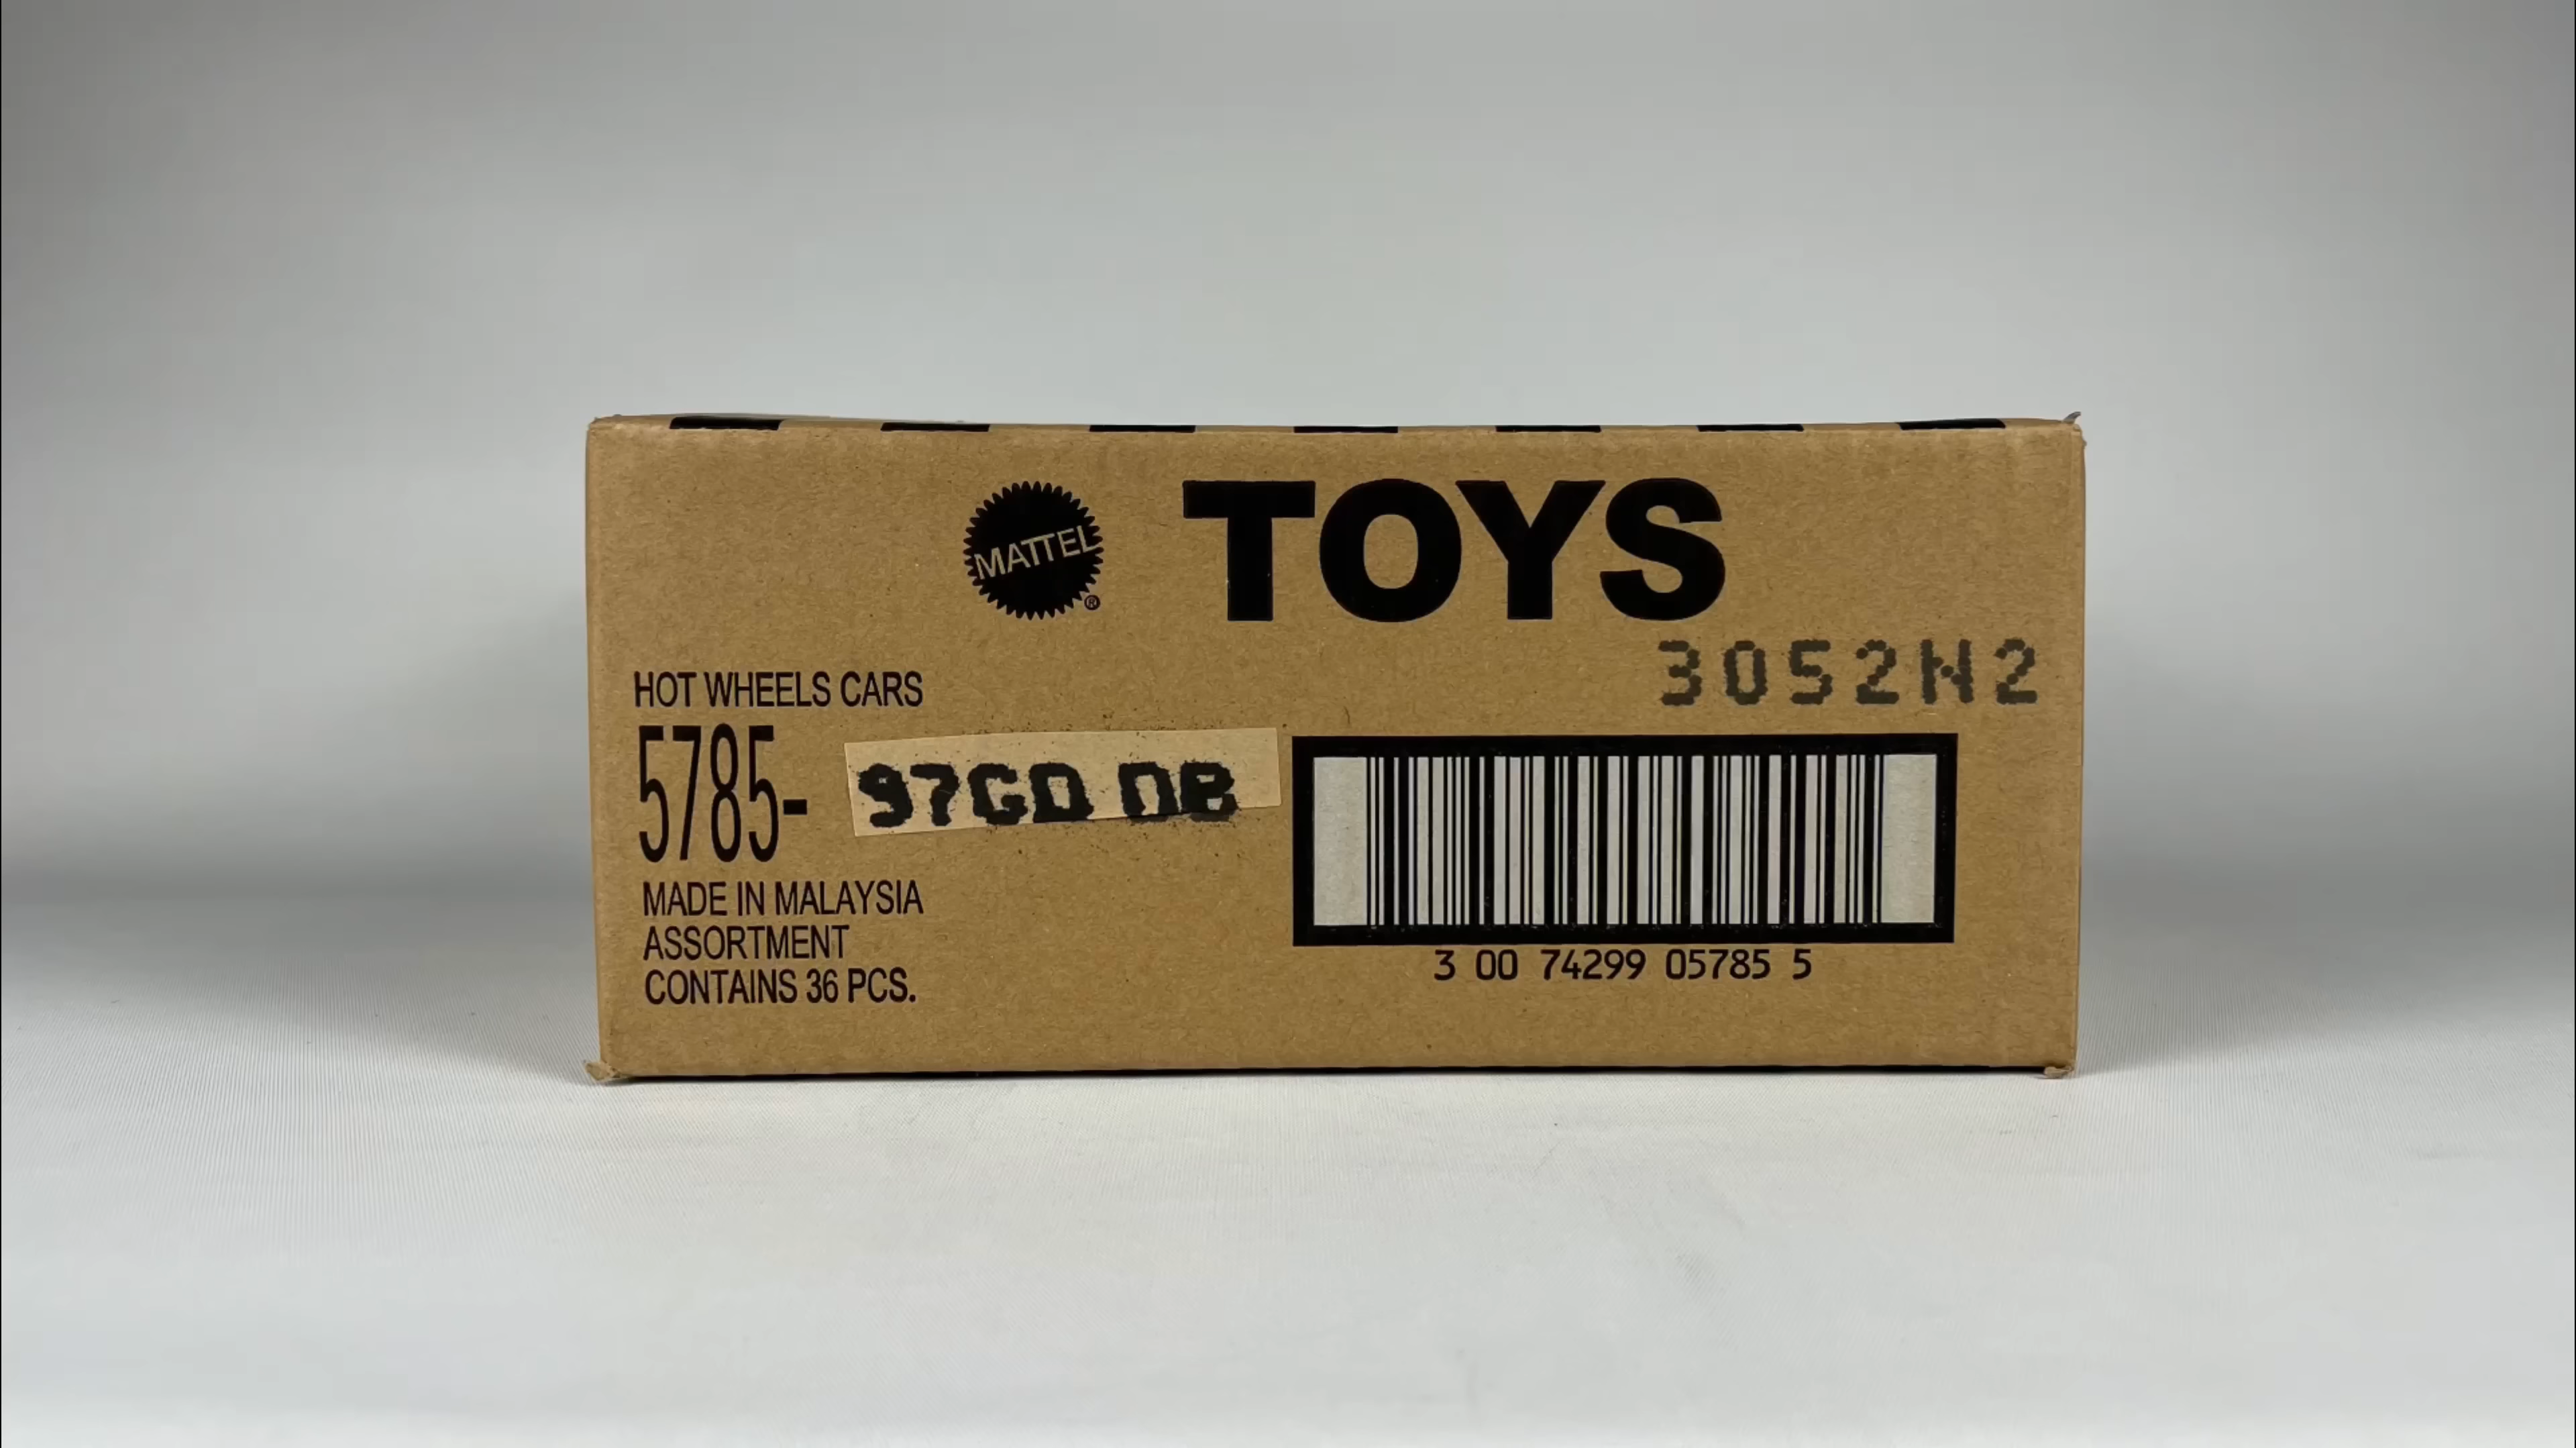 MATTEL ®
TOYS
3052N2
HOT WHEELS CARS
5785-
97GD
MADE IN MALAYSIA
ASSORTMENT
CONTAINS 36 PCS.
3 00 74299 05785 5